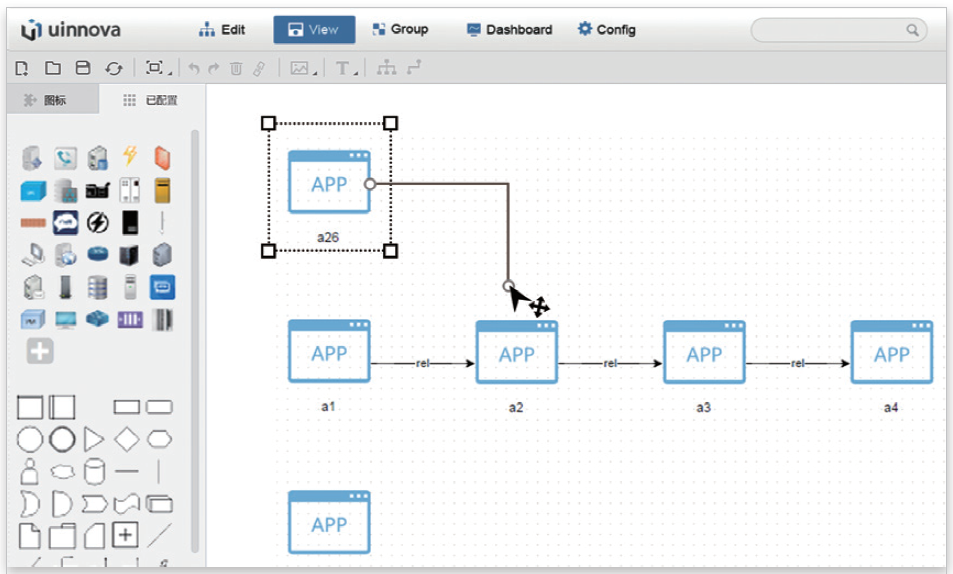 uinnova
Edit
View
Group
Dashboard
Config
T
图标
已配置
APP
a26
APP
rel
APP
rel
APP
rel
APP
a1
a2
a3
a4
APP